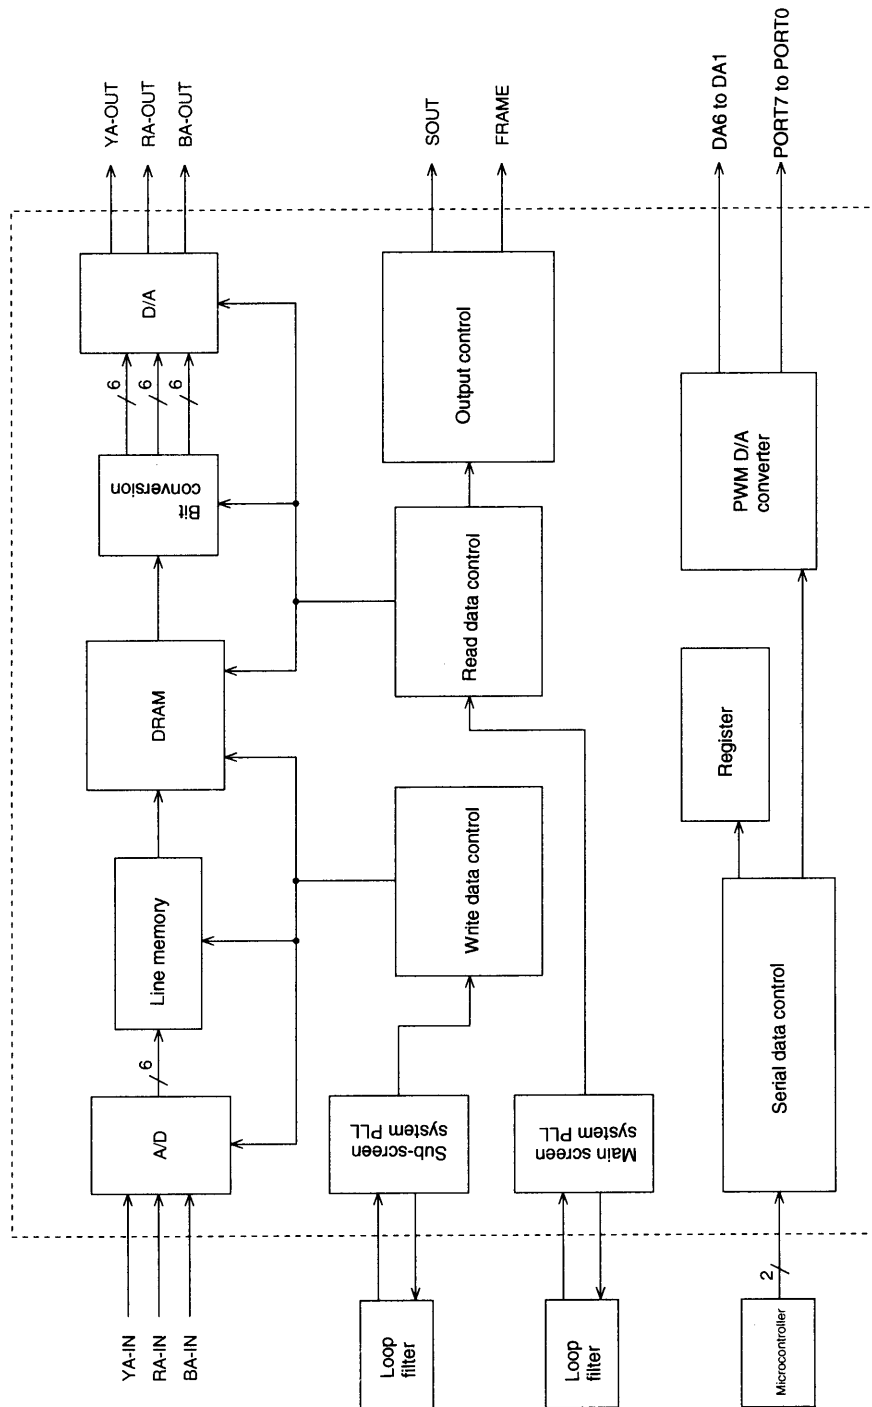 YA-IN
RA-IN
BA-IN
A/D
6
Line memory
DRAM
Bit
conversion
6
6
6
D/A
YA-OUT
RA-OUT
BA-OUT
Loop
filter
Sub-screen
system PLL
Write data control
Read data control
Output control
SOUT
FRAME
Loop
filter
Main screen
system PLL
Microcontroller
2
Serial data control
Register
PWM D/A
converter
DA6 to DA1
PORT7 to PORT0